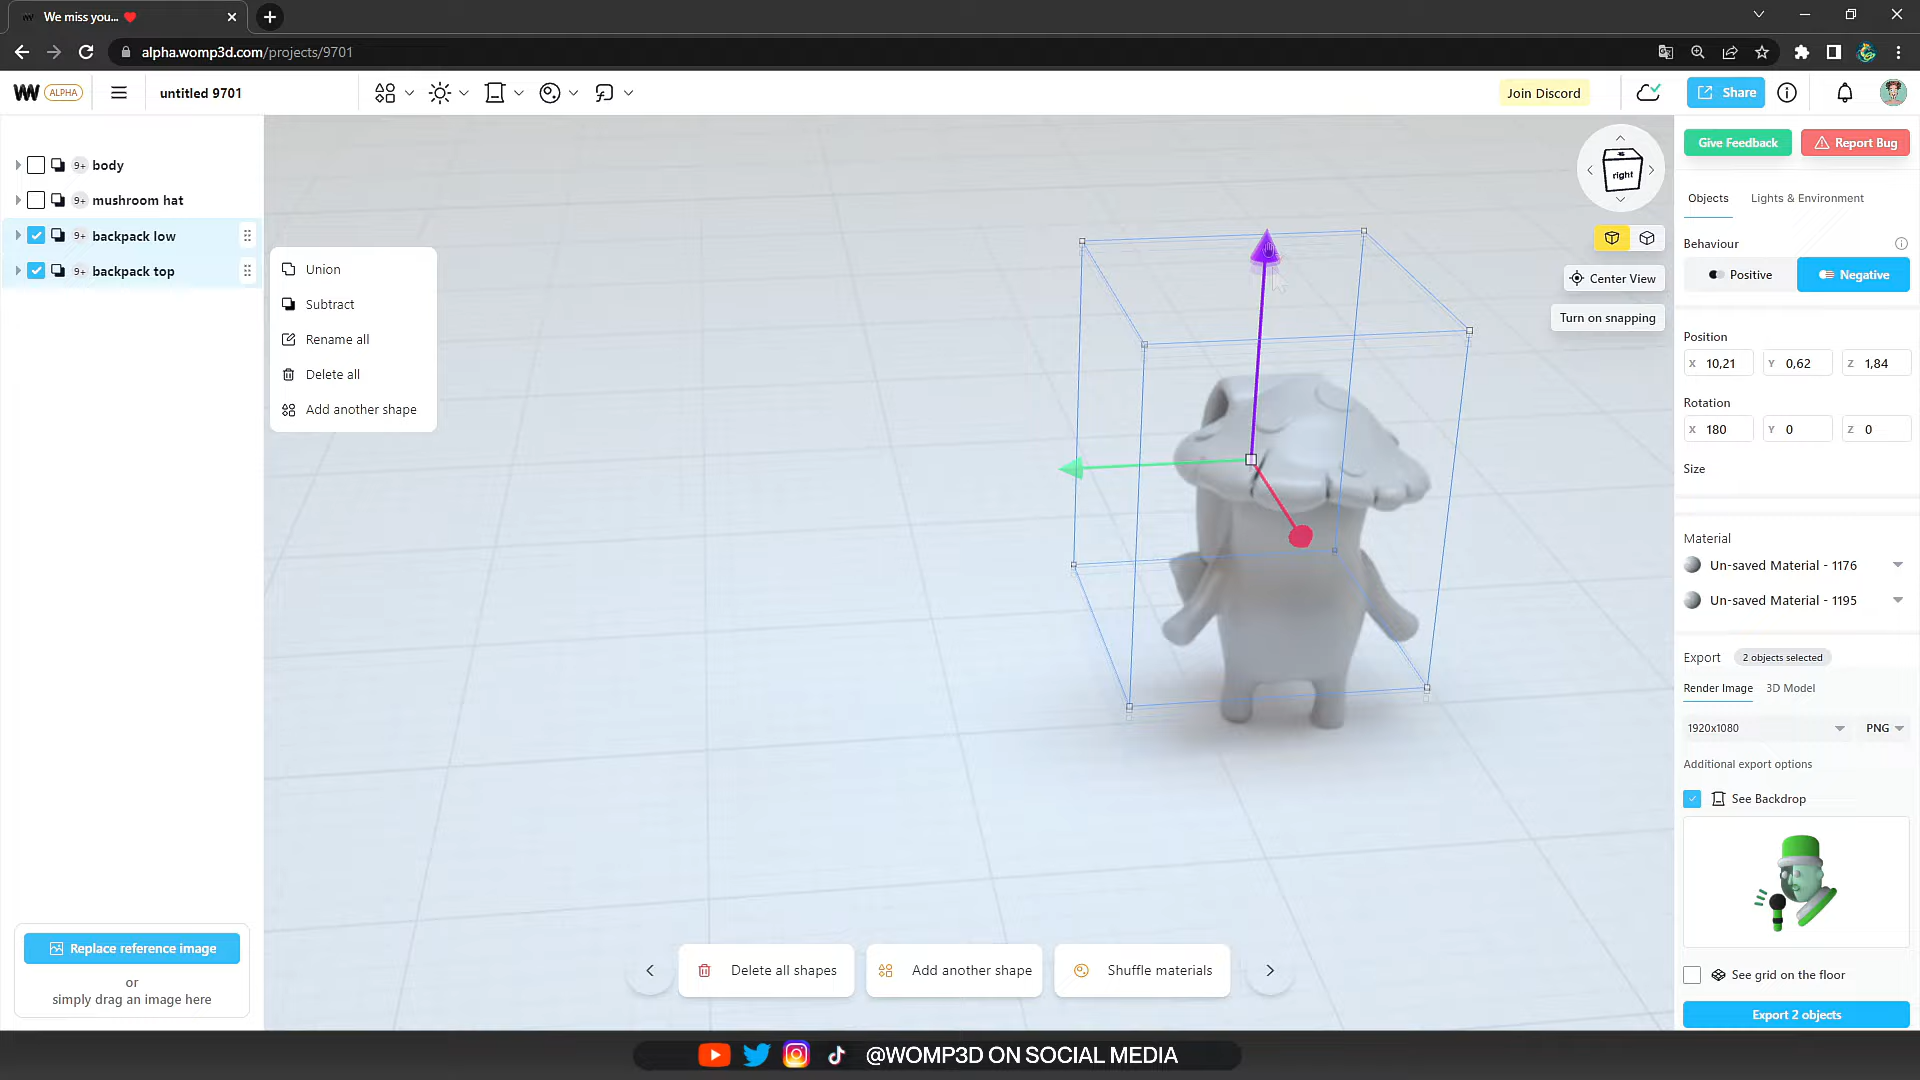 We miss you... ❤
alpha.womp3d.com/projects/9701
ALPHA
untitled 9701
Join Discord
Share
9+ body
9+ mushroom hat
9+ backpack low
9+ backpack top
Union
Subtract
Rename all
Delete all
Add another shape
right
Center View
Turn on snapping
Give Feedback
Report Bug
Objects
Lights & Environment
Behaviour
Positive
Negative
Position
X 10,21 Y 0,62 Z 1,84
Rotation
X 180 Y 0 Z 0
Size
Material
Un-saved Material - 1176
Un-saved Material - 1195
Export 2 objects selected
Render Image 3D Model
1920x1080 PNG
Additional export options
See Backdrop
See grid on the floor
Export 2 objects
Replace reference image
or
simply drag an image here
Delete all shapes
Add another shape
Shuffle materials
@WOMP3D ON SOCIAL MEDIA